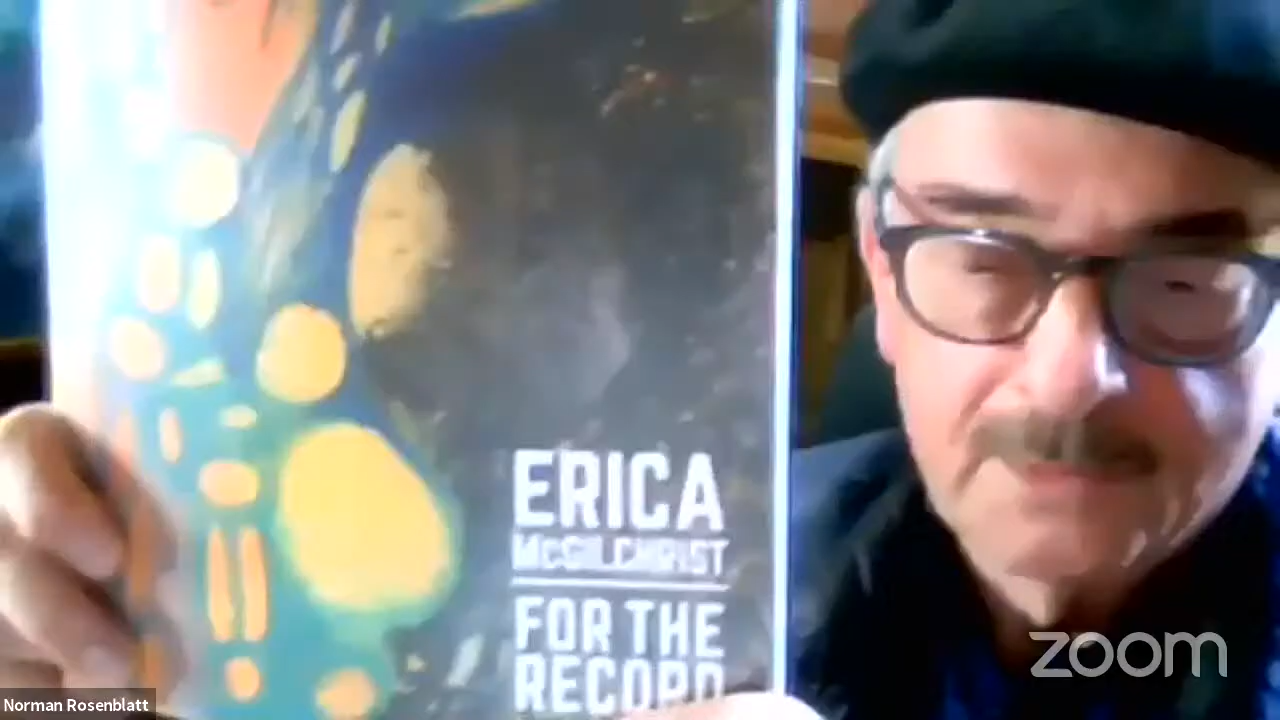 ERICA
McGILCHRIST
FOR THE
RECORD
zoom
Norman Rosenblatt